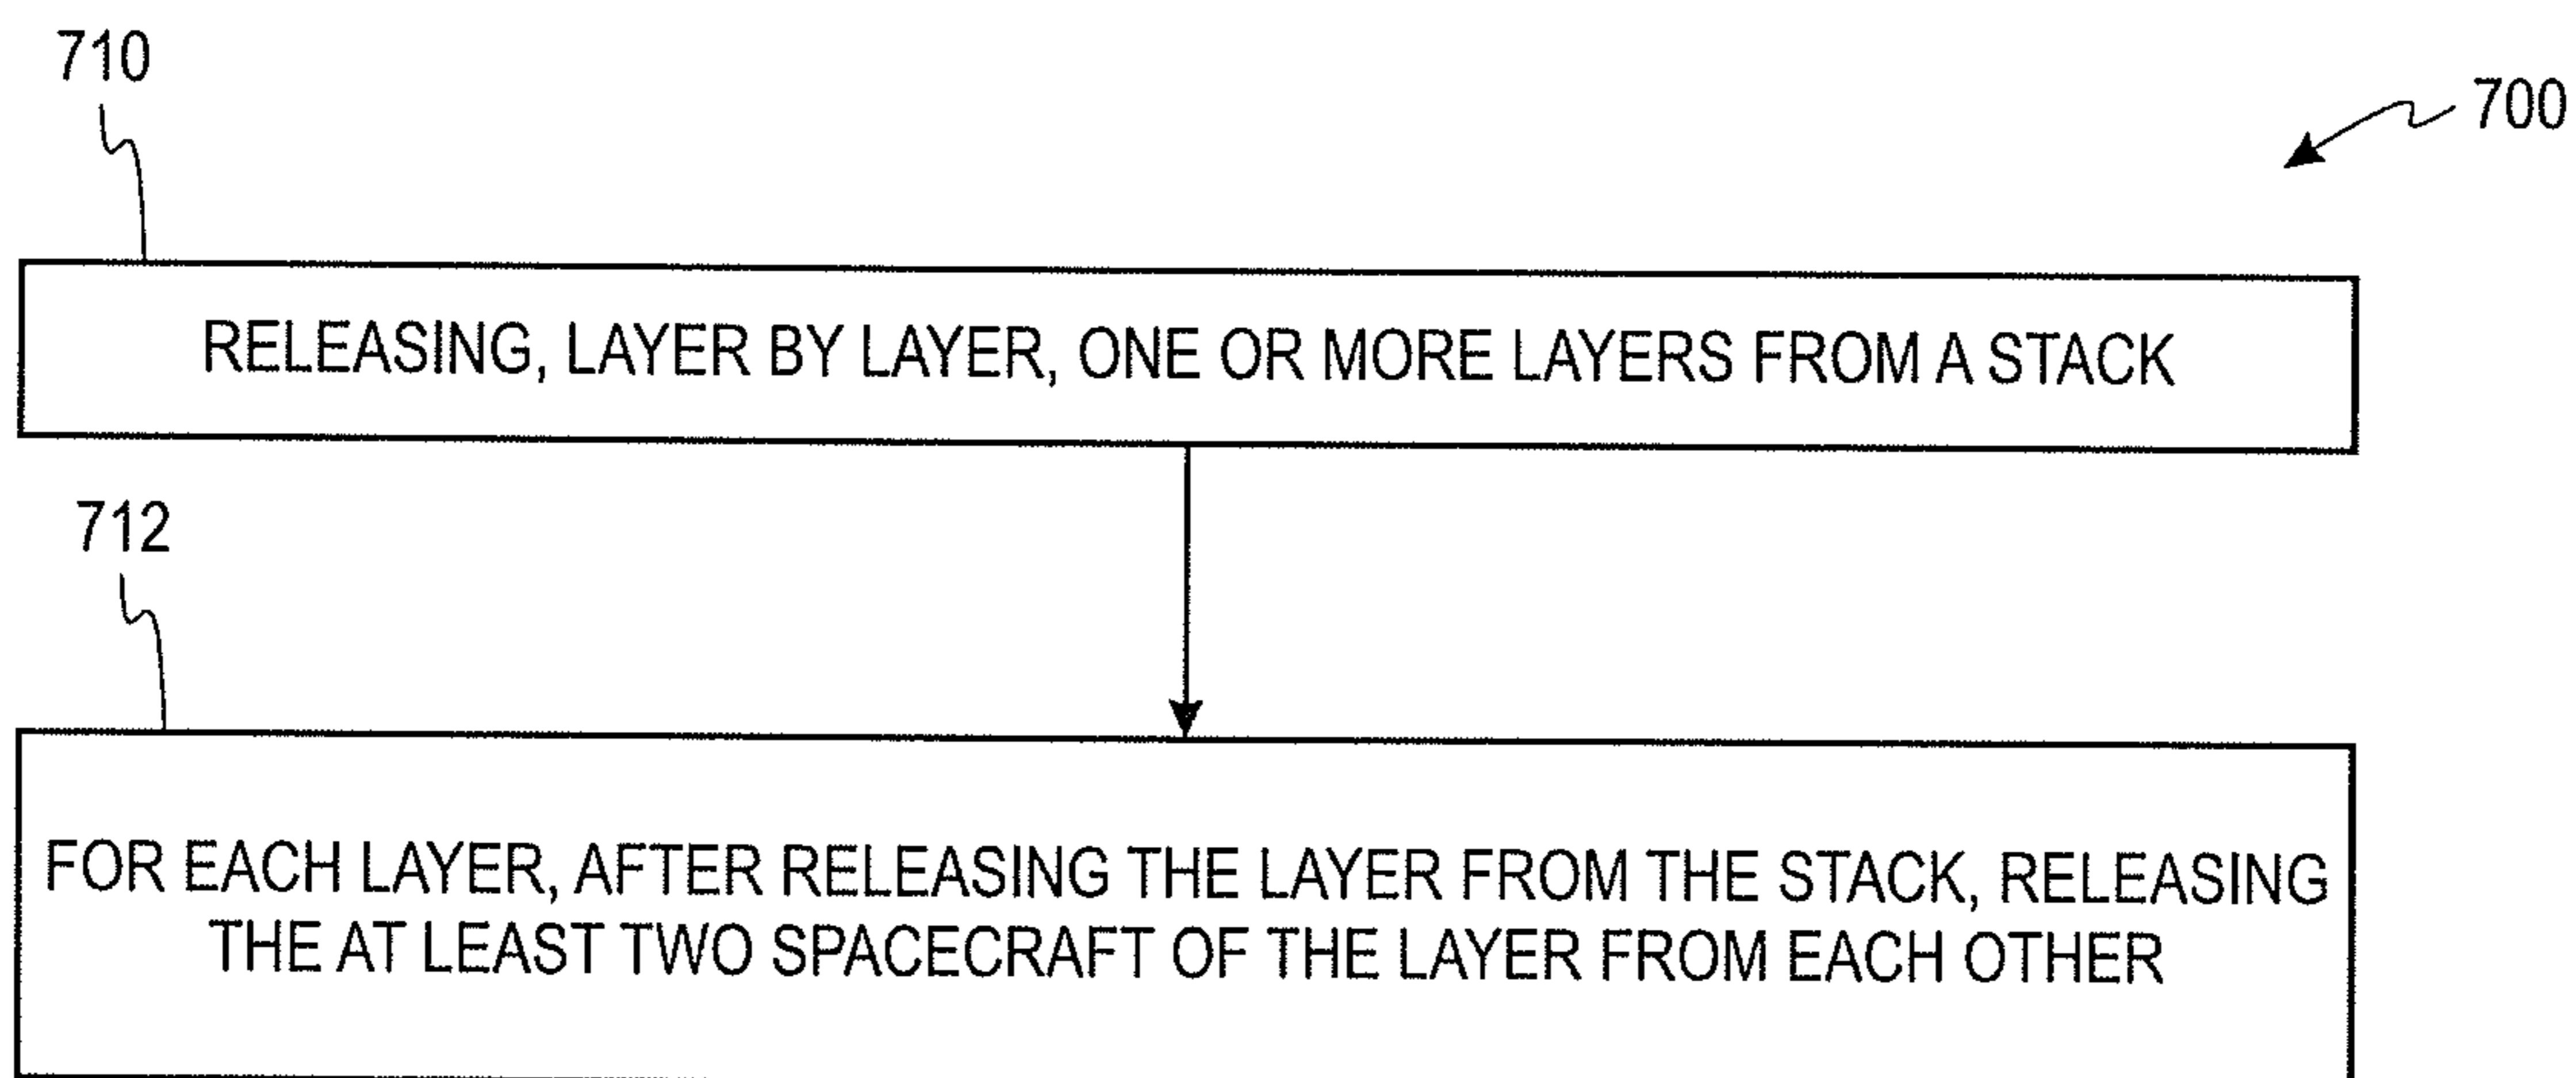 710
700
RELEASING, LAYER BY LAYER, ONE OR MORE LAYERS FROM A STACK
712
FOR EACH LAYER, AFTER RELEASING THE LAYER FROM THE STACK, RELEASING
THE AT LEAST TWO SPACECRAFT OF THE LAYER FROM EACH OTHER